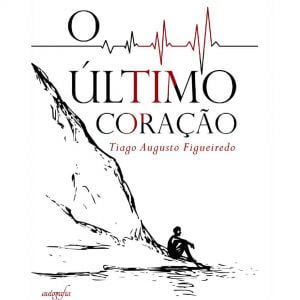 O
ÚLTIMO
CORAÇÃO
Tiago Augusto Figueiredo
autografia